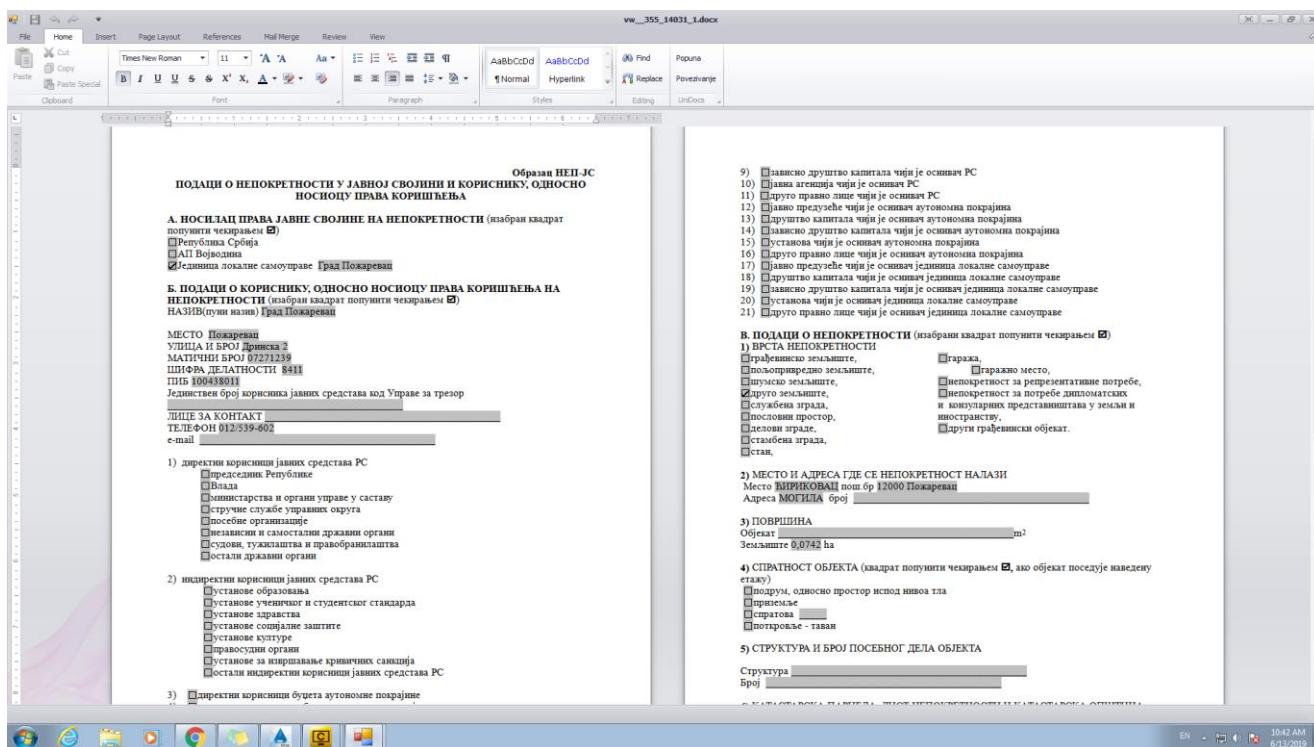 vw__355_14031_1.docx
File Home Insert Page Layout References Mail Merge Review View
Cut
Copy
Paste
Paste Special
Clipboard
Times New Roman 11
Font
Paragraph
AaBbCcDd AaBbCcDd
¶ Normal Hyperlink
Styles
Find
Replace
Editing
Popuna
Povezivanje
UniDocs
Образац НЕП-ЈС
ПОДАЦИ О НЕПОКРЕТНОСТИ У ЈАВНОЈ СВОЈИНИ И КОРИСНИКУ, ОДНОСНО
НОСИОЦУ ПРАВА КОРИШЋЕЊА
А. НОСИЛАЦ ПРАВА ЈАВНЕ СВОЈИНЕ НА НЕПОКРЕТНОСТИ (изабран квадрат
попунити чекирањем ☑)
☐Република Србија
☐АП Војводина
☑Јединица локалне самоуправе Град Пожаревац
Б. ПОДАЦИ О КОРИСНИКУ, ОДНОСНО НОСИОЦУ ПРАВА КОРИШЋЕЊА НА
НЕПОКРЕТНОСТИ (изабран квадрат попунити чекирањем ☑)
НАЗИВ(пуни назив) Град Пожаревац
МЕСТО Пожаревац
УЛИЦА И БРОЈ Дринска 2
МАТИЧНИ БРОЈ 07271239
ШИФРА ДЕЛАТНОСТИ 8411
ПИБ 100438011
Јединствен број корисника јавних средстава код Управе за трезор
ЛИЦЕ ЗА КОНТАКТ
ТЕЛЕФОН 012/539-602
e-mail
1) директни корисници јавних средстава РС
☐председник Републике
☐Влада
☐министарства и органи управе у саставу
☐стручне службе управних округа
☐посебне организације
☐независни и самостални државни органи
☐судови, тужилаштва и правобранилаштва
☐остали државни органи
2) индиректни корисници јавних средстава РС
☐установе образовања
☐установе ученичког и студентског стандарда
☐установе здравства
☐установе социјалне заштите
☐установе културе
☐правосудни органи
☐установе за извршавање кривичних санкција
☐остали индиректни корисници јавних средстава РС
3) ☐директни корисници буџета аутономне покрајине
9) ☐зависно друштво капитала чији је оснивач РС
10) ☐јавна агенција чији је оснивач РС
11) ☐друго правно лице чији је оснивач РС
12) ☐јавно предузеће чији је оснивач аутономна покрајина
13) ☐друштво капитала чији је оснивач аутономна покрајина
14) ☐зависно друштво капитала чији је оснивач аутономна покрајина
15) ☐установа чији је оснивач аутономна покрајина
16) ☐друго правно лице чији је оснивач аутономна покрајина
17) ☐јавно предузеће чији је оснивач јединица локалне самоуправе
18) ☐друштво капитала чији је оснивач јединица локалне самоуправе
19) ☐зависно друштво капитала чији је оснивач јединица локалне самоуправе
20) ☐установа чији је оснивач јединица локалне самоуправе
21) ☐друго правно лице чији је оснивач јединица локалне самоуправе
В. ПОДАЦИ О НЕПОКРЕТНОСТИ (изабрани квадрат попунити чекирањем ☑)
1) ВРСТА НЕПОКРЕТНОСТИ
☐грађевинско земљиште,
☐пољопривредно земљиште,
☐шумско земљиште,
☑друго земљиште,
☐службена зграда,
☐пословни простор,
☐делови зграде,
☐стамбена зграда,
☐стан,
☐гаража,
☐гаражно место,
☐непокретност за репрезентативне потребе,
☐непокретност за потребе дипломатских
и конзуларних представништава у земљи и
иностранству,
☐други грађевински објекат.
2) МЕСТО И АДРЕСА ГДЕ СЕ НЕПОКРЕТНОСТ НАЛАЗИ
Место ЋИРИКОВАЦ пош.бр 12000 Пожаревац
Адреса МОГИЛА број
3) ПОВРШИНА
Објекат m²
Земљиште 0,0742 ha
4) СПРАТНОСТ ОБЈЕКТА (квадрат попунити чекирањем ☑, ако објекат поседује наведену
етажу)
☐подрум, односно простор испод нивоа тла
☐приземље
☐спратова
☐поткровље - таван
5) СТРУКТУРА И БРОЈ ПОСЕБНОГ ДЕЛА ОБЈЕКТА
Структура
Број
EN
10:42 AM
6/13/2019